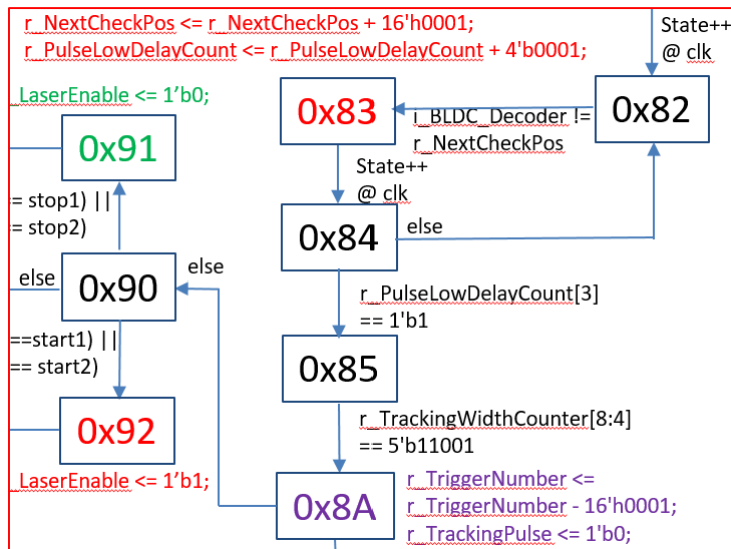 r_NextCheckPos <= r_NextCheckPos + 16'h0001;
r_PulseLowDelayCount <= r_PulseLowDelayCount + 4'b0001;
State++
@ clk
_LaserEnable <= 1'b0;
0x83
0x82
i_BLDC_Decoder !=
r_NextCheckPos
0x91
State++
@ clk
= stop1) ||
= stop2)
0x84
else
else
0x90
else
r_PulseLowDelayCount[3]
== 1'b1
==start1) ||
== start2)
0x85
0x92
r_TrackingWidthCounter[8:4]
== 5'b11001
_LaserEnable <= 1'b1;
0x8A
r_TriggerNumber <=
r_TriggerNumber - 16'h0001;
r_TrackingPulse <= 1'b0;